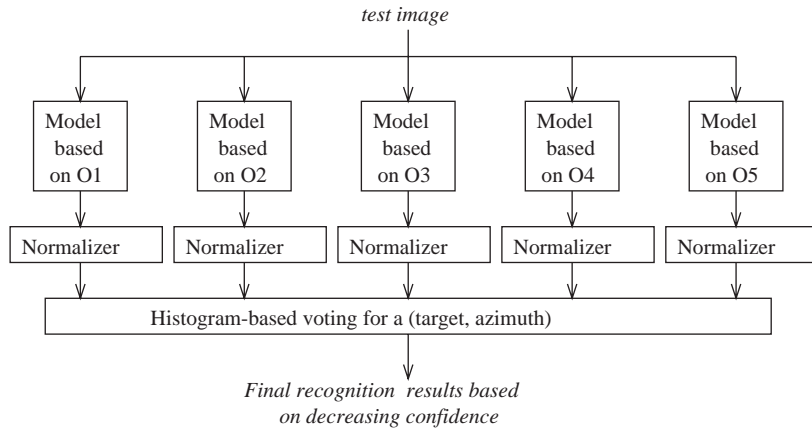 test image
Model
based
on O1
Model
based
on O2
Model
based
on O3
Model
based
on O4
Model
based
on O5
Normalizer
Normalizer
Normalizer
Normalizer
Normalizer
Histogram-based voting for a (target, azimuth)
Final recognition results based
on decreasing confidence